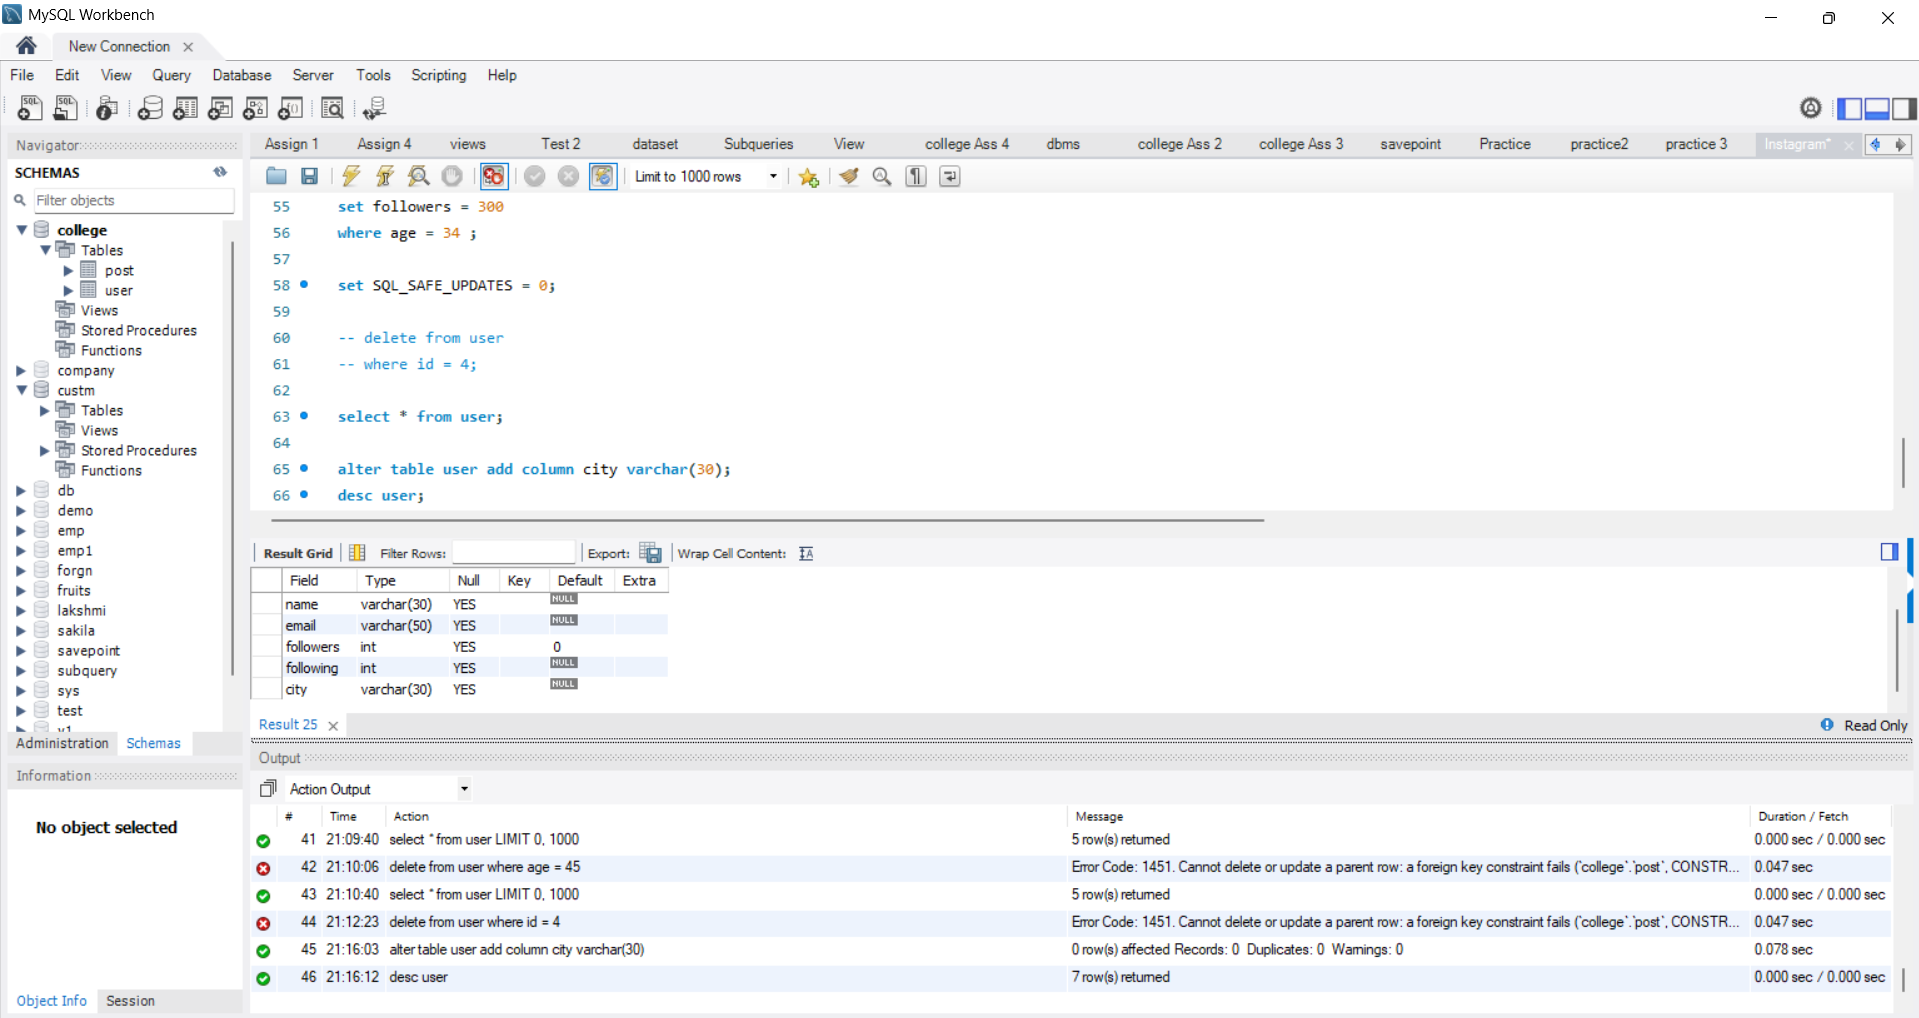 MySQL Workbench
New Connection
File Edit View Query Database Server Tools Scripting Help
Navigator
SCHEMAS
Filter objects
college
Tables
post
user
Views
Stored Procedures
Functions
company
custm
Tables
Views
Stored Procedures
Functions
db
demo
emp
emp1
forgn
fruits
lakshmi
sakila
savepoint
subquery
sys
test
Administration Schemas
Information
No object selected
Object Info Session
Assign 1 Assign 4 views Test 2 dataset Subqueries View college Ass 4 dbms college Ass 2 college Ass 3 savepoint Practice practice2 practice 3 Instagram*
Limit to 1000 rows
55 set followers = 300
56 where age = 34 ;
57
58 set SQL_SAFE_UPDATES = 0;
59
60 -- delete from user
61 -- where id = 4;
62
63 select * from user;
64
65 alter table user add column city varchar(30);
66 desc user;
Result Grid Filter Rows: Export: Wrap Cell Content:
Field Type Null Key Default Extra
name varchar(30) YES NULL
email varchar(50) YES NULL
followers int YES 0
following int YES NULL
city varchar(30) YES NULL
Result 25 Read Only
Output
Action Output
# Time Action Message Duration / Fetch
41 21:09:40 select * from user LIMIT 0, 1000 5 row(s) returned 0.000 sec / 0.000 sec
42 21:10:06 delete from user where age = 45 Error Code: 1451. Cannot delete or update a parent row: a foreign key constraint fails (`college`.`post`, CONSTR... 0.047 sec
43 21:10:40 select * from user LIMIT 0, 1000 5 row(s) returned 0.000 sec / 0.000 sec
44 21:12:23 delete from user where id = 4 Error Code: 1451. Cannot delete or update a parent row: a foreign key constraint fails (`college`.`post`, CONSTR... 0.047 sec
45 21:16:03 alter table user add column city varchar(30) 0 row(s) affected Records: 0 Duplicates: 0 Warnings: 0 0.078 sec
46 21:16:12 desc user 7 row(s) returned 0.000 sec / 0.000 sec